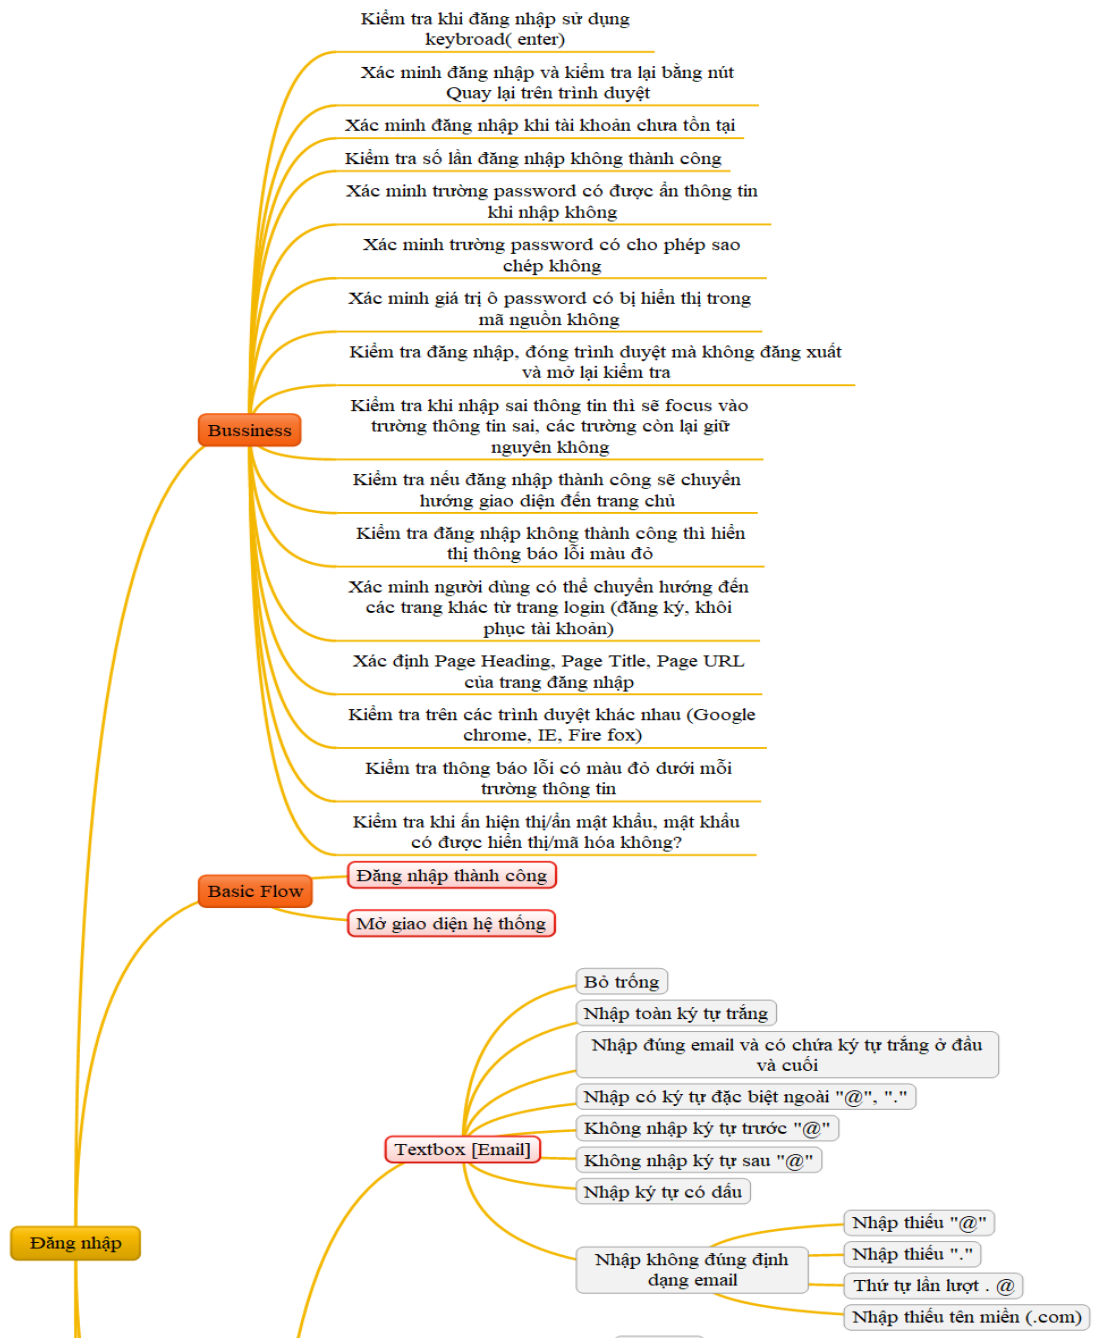 Kiểm tra khi đăng nhập sử dụng
keybroad( enter)
Xác minh đăng nhập và kiểm tra lại bằng nút
Quay lại trên trình duyệt
Xác minh đăng nhập khi tài khoản chưa tồn tại
Kiểm tra số lần đăng nhập không thành công
Xác minh trường password có được ẩn thông tin
khi nhập không
Xác minh trường password có cho phép sao
chép không
Xác minh giá trị ô password có bị hiển thị trong
mã nguồn không
Kiểm tra đăng nhập, đóng trình duyệt mà không đăng xuất
và mở lại kiểm tra
Bussiness
Kiểm tra khi nhập sai thông tin thì sẽ focus vào
trường thông tin sai, các trường còn lại giữ
nguyên không
Kiểm tra nếu đăng nhập thành công sẽ chuyển
hướng giao diện đến trang chủ
Kiểm tra đăng nhập không thành công thì hiển
thị thông báo lỗi màu đỏ
Xác minh người dùng có thể chuyển hướng đến
các trang khác từ trang login (đăng ký, khôi
phục tài khoản)
Xác định Page Heading, Page Title, Page URL
của trang đăng nhập
Kiểm tra trên các trình duyệt khác nhau (Google
chrome, IE, Fire fox)
Kiểm tra thông báo lỗi có màu đỏ dưới mỗi
trường thông tin
Kiểm tra khi ấn hiện thị/ẩn mật khẩu, mật khẩu
có được hiển thị/mã hóa không?
Basic Flow
Đăng nhập thành công
Mở giao diện hệ thống
Bỏ trống
Nhập toàn ký tự trắng
Nhập đúng email và có chứa ký tự trắng ở đầu
và cuối
Nhập có ký tự đặc biệt ngoài "@", "."
Không nhập ký tự trước "@"
Textbox [Email]
Không nhập ký tự sau "@"
Nhập ký tự có dấu
Đăng nhập
Nhập không đúng định
dạng email
Nhập thiếu "@"
Nhập thiếu "."
Thứ tự lần lượt . @
Nhập thiếu tên miền (.com)